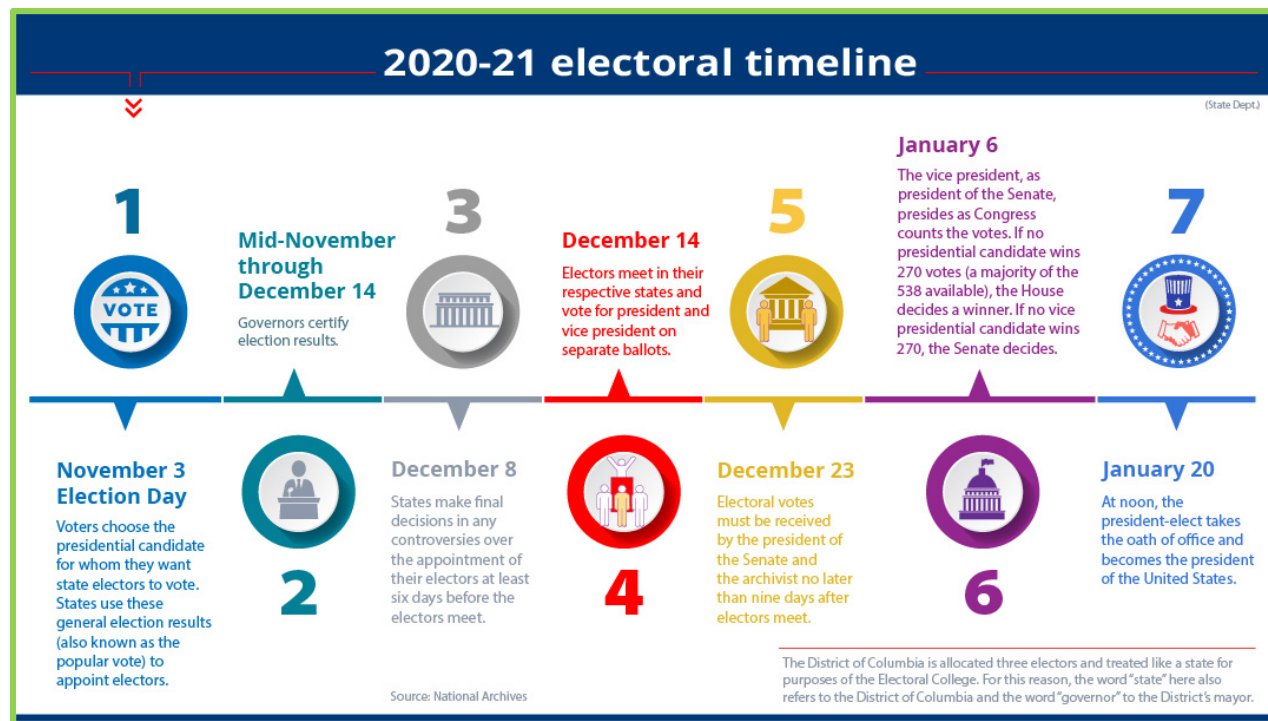 2020-21 electoral timeline
(State Dept.)
1
VOTE
November 3
Election Day
Voters choose the
presidential candidate
for whom they want
state electors to vote.
States use these
general election results
(also known as the
popular vote) to
appoint electors.
Mid-November
through
December 14
Governors certify
election results.
2
3
December 8
States make final
decisions in any
controversies over
the appointment of
their electors at least
six days before the
electors meet.
December 14
Electors meet in their
respective states and
vote for president and
vice president on
separate ballots.
4
5
December 23
Electoral votes
must be received
by the president of
the Senate and
the archivist no later
than nine days after
electors meet.
January 6
The vice president, as
president of the Senate,
presides as Congress
counts the votes. If no
presidential candidate wins
270 votes (a majority of the
538 available), the House
decides a winner. If no vice
presidential candidate wins
270, the Senate decides.
6
7
January 20
At noon, the
president-elect takes
the oath of office and
becomes the president
of the United States.
Source: National Archives
The District of Columbia is allocated three electors and treated like a state for
purposes of the Electoral College. For this reason, the word “state” here also
refers to the District of Columbia and the word “governor” to the District’s mayor.